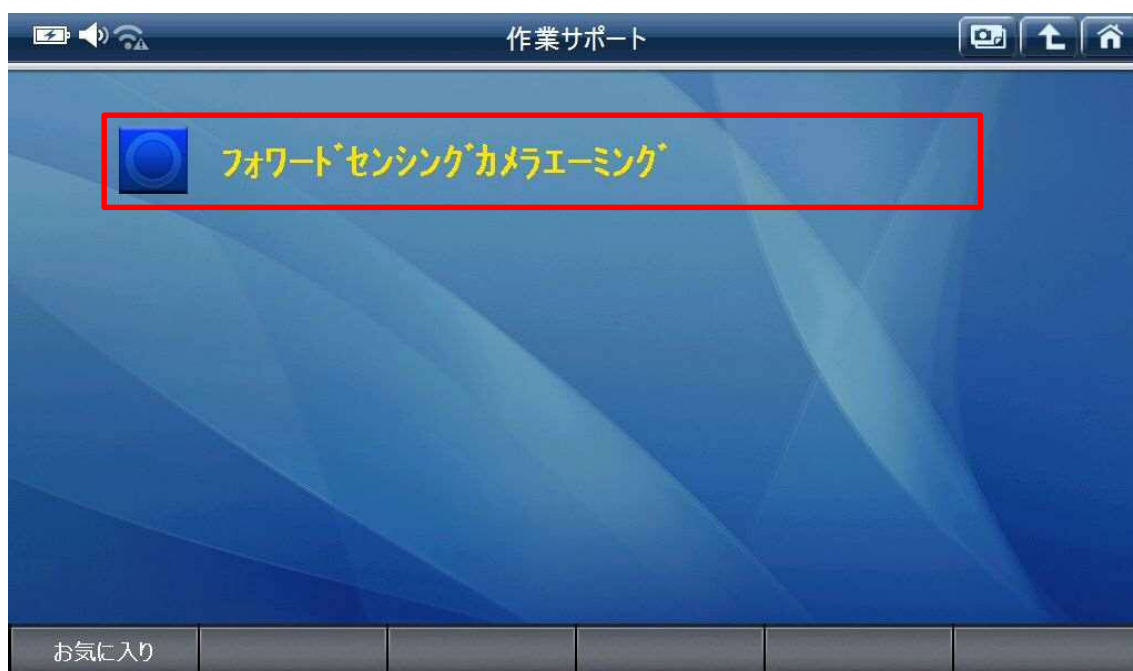 作業サポート
フォワードセンシングカメラエーミング
お気に入り